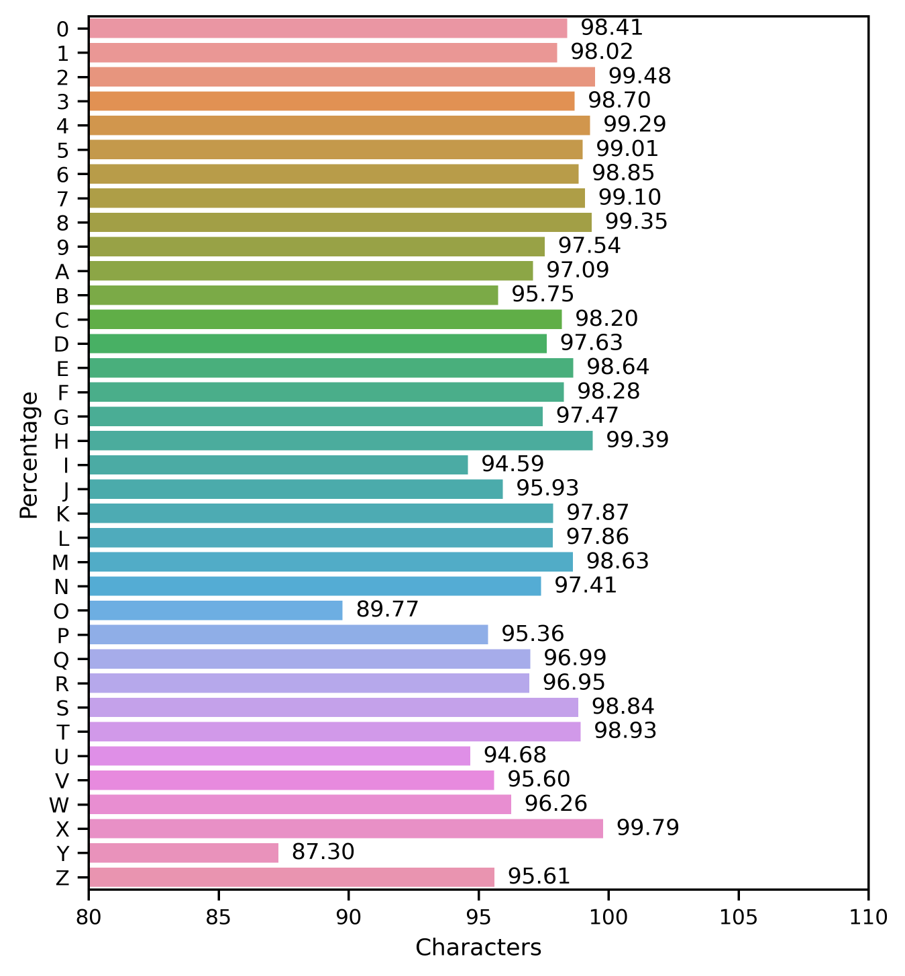 0 98.41
1 98.02
2 99.48
3 98.70
4 99.29
5 99.01
6 98.85
7 99.10
8 99.35
9 97.54
A 97.09
B 95.75
C 98.20
D 97.63
E 98.64
F 98.28
G 97.47
H 99.39
I 94.59
J 95.93
K 97.87
L 97.86
M 98.63
N 97.41
O 89.77
P 95.36
Q 96.99
R 96.95
S 98.84
T 98.93
U 94.68
V 95.60
W 96.26
X 99.79
Y 87.30
Z 95.61
Percentage
80 85 90 95 100 105 110
Characters